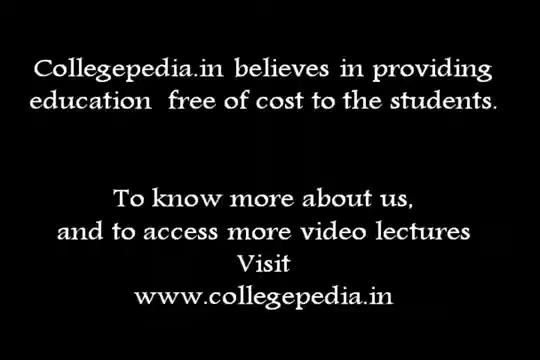 Collegepedia.in believes in providing
education free of cost to the students.
To know more about us,
and to access more video lectures
Visit
www.collegepedia.in